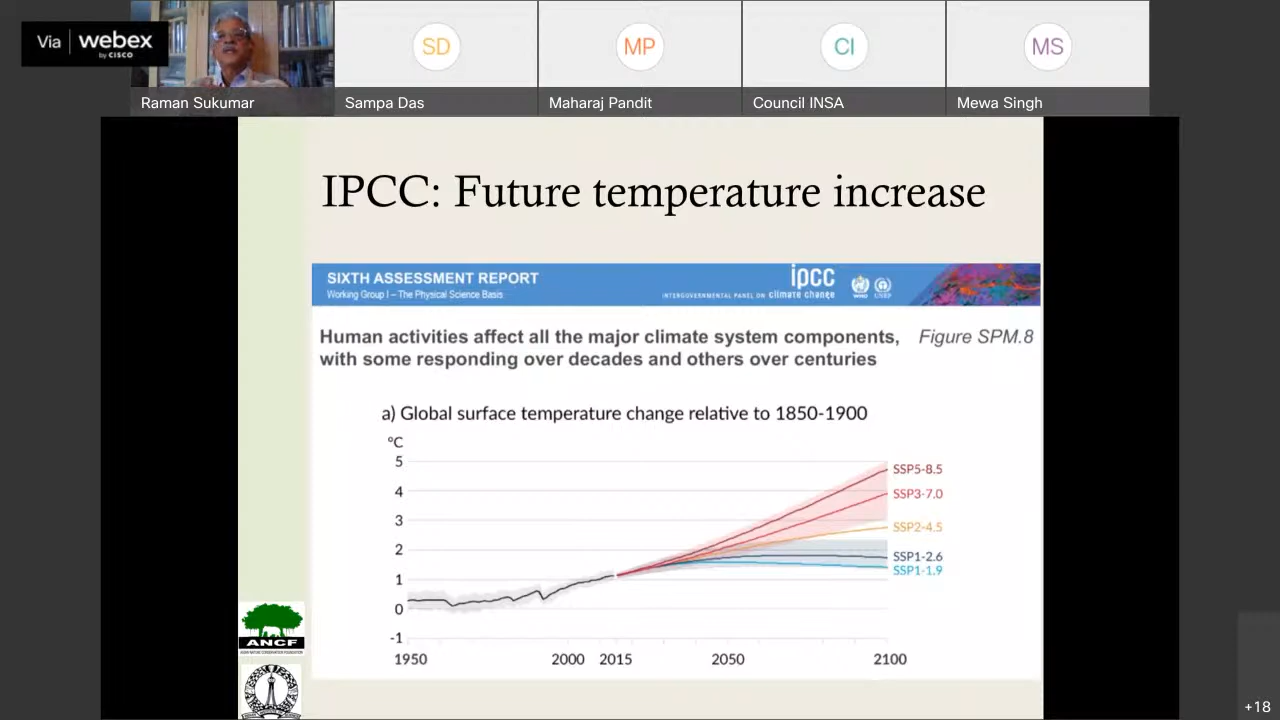 Via webex
by CISCO
SD
MP
CI
MS
Raman Sukumar
Sampa Das
Maharaj Pandit
Council INSA
Mewa Singh
IPCC: Future temperature increase
SIXTH ASSESSMENT REPORT
Working Group I – The Physical Science Basis
ipcc
INTERGOVERNMENTAL PANEL ON climate change
WMO
UNEP
Human activities affect all the major climate system components,
with some responding over decades and others over centuries
Figure SPM.8
a) Global surface temperature change relative to 1850-1900
°C
5
4
3
2
1
0
-1
SSP5-8.5
SSP3-7.0
SSP2-4.5
SSP1-2.6
SSP1-1.9
1950
2000
2015
2050
2100
ANCF
+18